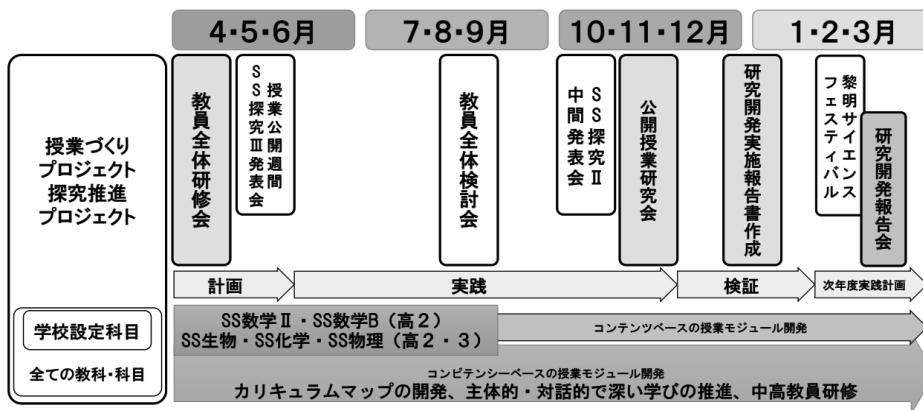 4・5・6月
7・8・9月
10・11・12月
1・2・3月
授業づくり
プロジェクト
探究推進
プロジェクト
教員全体研修会
授業公開週間
SS探究Ⅲ発表会
教員全体検討会
SS探究Ⅱ
中間発表会
公開授業研究会
研究開発実施報告書作成
黎明サイエンス
フェスティバル
研究開発報告会
計画
実践
検証
次年度実践計画
学校設定科目
全ての教科・科目
SS数学Ⅱ・SS数学B（高２）
SS生物・SS化学・SS物理（高２・３）
コンテンツベースの授業モジュール開発
コンピテンシーベースの授業モジュール開発
カリキュラムマップの開発、主体的・対話的で深い学びの推進、中高教員研修